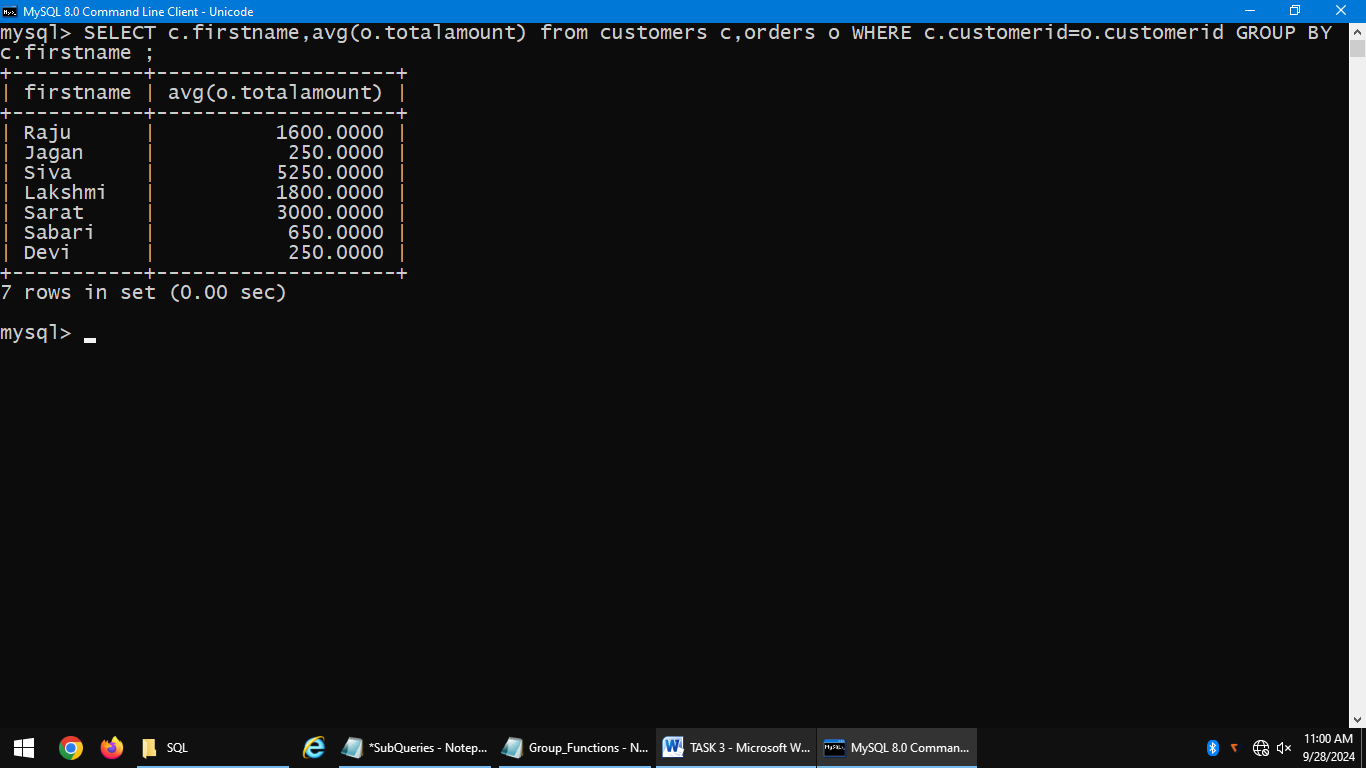 MySQL 8.0 Command Line Client - Unicode
mysql> SELECT c.firstname,avg(o.totalamount) from customers c,orders o WHERE c.customerid=o.customerid GROUP BY
c.firstname ;
+-----------+--------------------+
| firstname | avg(o.totalamount) |
+-----------+--------------------+
| Raju      |          1600.0000 |
| Jagan     |           250.0000 |
| Siva      |          5250.0000 |
| Lakshmi   |          1800.0000 |
| Sarat     |          3000.0000 |
| Sabari    |           650.0000 |
| Devi      |           250.0000 |
+-----------+--------------------+
7 rows in set (0.00 sec)
mysql>
SQL *SubQueries - Notep... Group_Functions - N... TASK 3 - Microsoft W... MySQL 8.0 Comman... 11:00 AM
9/28/2024